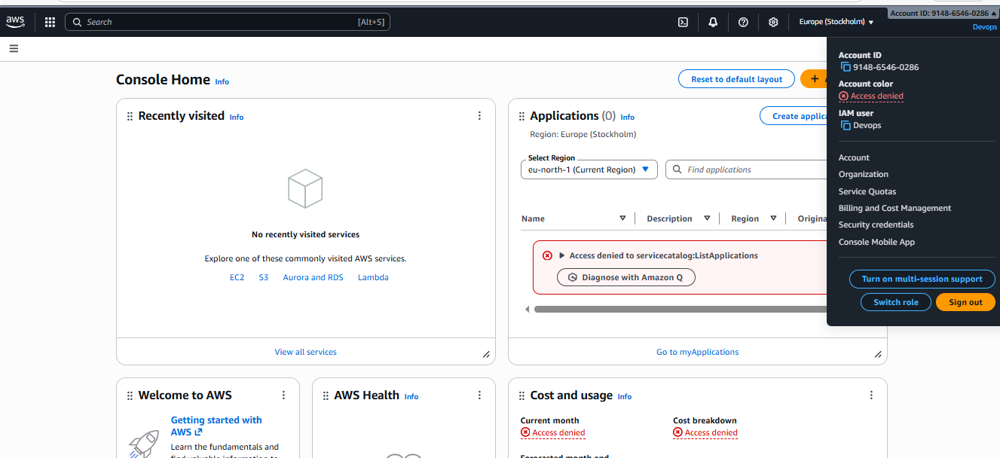 aws
Search [Alt+S]
Europe (Stockholm)
Account ID: 9148-6546-0286
Devops
Console Home Info
Reset to default layout
+
Recently visited Info
No recently visited services
Explore one of these commonly visited AWS services.
EC2 S3 Aurora and RDS Lambda
View all services
Applications (0) Info
Create applica
Region: Europe (Stockholm)
Select Region
eu-north-1 (Current Region)
Find applications
Name Description Region Origina
Access denied to servicecatalog:ListApplications
Diagnose with Amazon Q
Go to myApplications
Account ID
9148-6546-0286
Account color
Access denied
IAM user
Devops
Account
Organization
Service Quotas
Billing and Cost Management
Security credentials
Console Mobile App
Turn on multi-session support
Switch role
Sign out
Welcome to AWS
Getting started with
AWS
Learn the fundamentals and
find valuable information to
AWS Health Info
Cost and usage Info
Current month
Access denied
Cost breakdown
Access denied
Forecasted month end